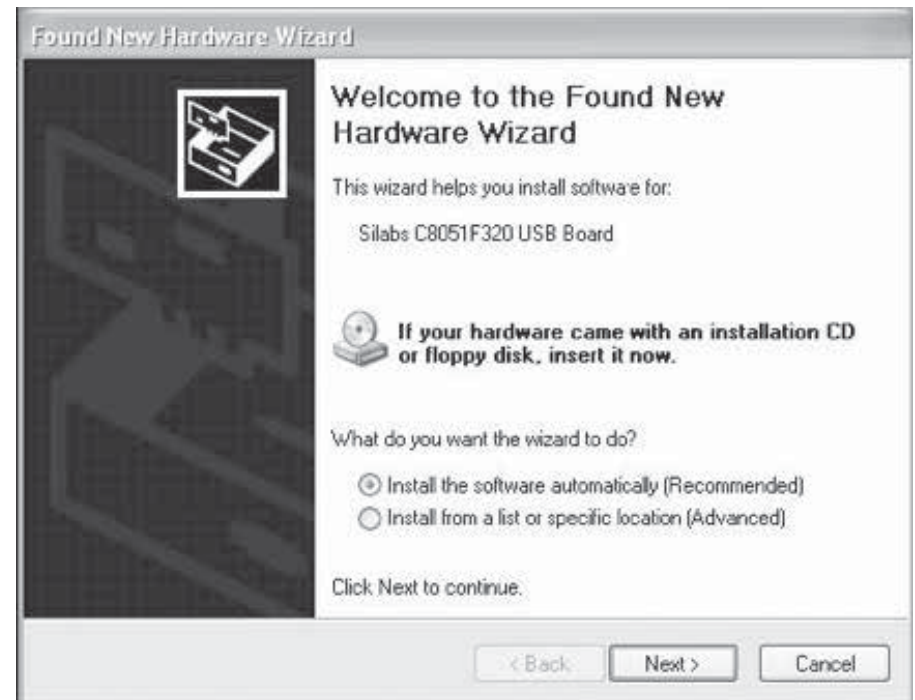 Found New Hardware Wizard
Welcome to the Found New
Hardware Wizard
This wizard helps you install software for:
Silabs C8051F320 USB Board
If your hardware came with an installation CD
or floppy disk, insert it now.
What do you want the wizard to do?
Install the software automatically (Recommended)
Install from a list or specific location (Advanced)
Click Next to continue.
< Back Next > Cancel